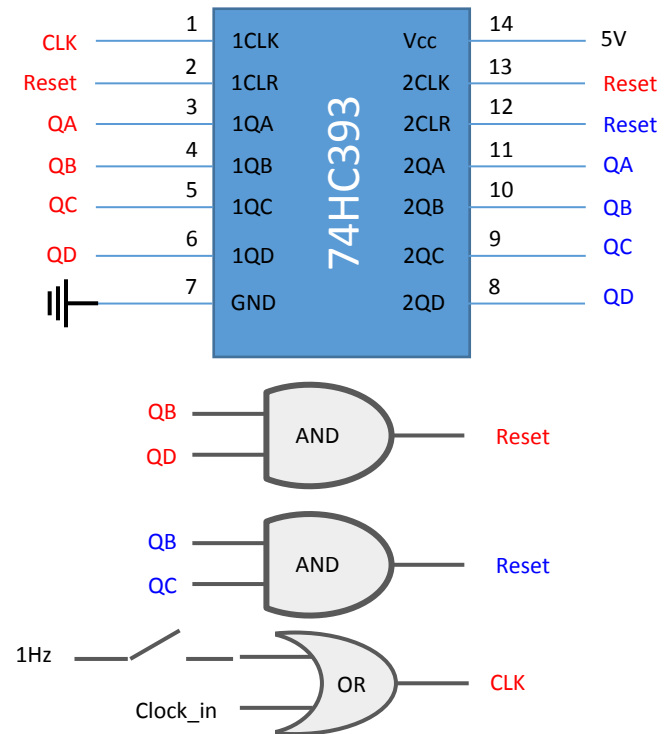 CLK 1 1CLK Vcc 14 5V
Reset 2 1CLR 2CLK 13 Reset
QA 3 1QA 2CLR 12 Reset
QB 4 1QB 2QA 11 QA
QC 5 1QC 2QB 10 QB
QD 6 1QD 2QC 9 QC
7 GND 2QD 8 QD
74HC393
QB
AND Reset
QD
QB
AND Reset
QC
1Hz
OR CLK
Clock_in